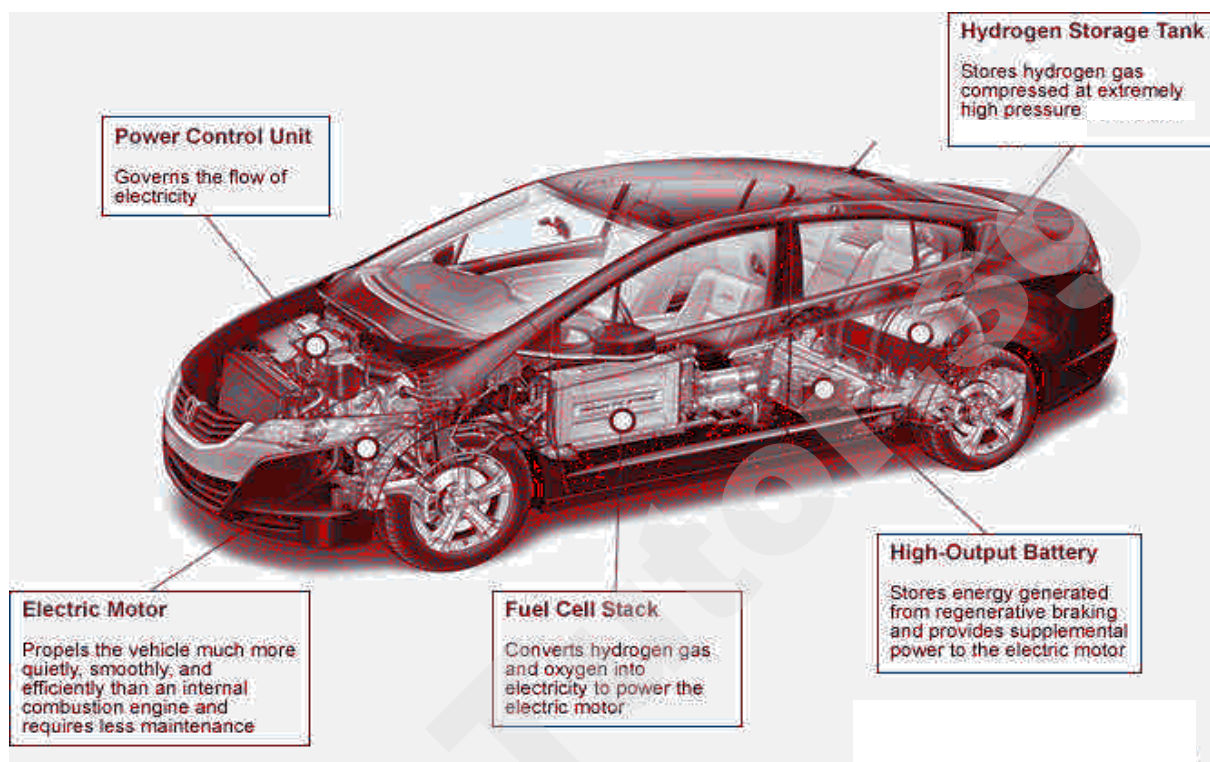 Hydrogen Storage Tank
Stores hydrogen gas
compressed at extremely
high pressure
Power Control Unit
Governs the flow of
electricity
High-Output Battery
Stores energy generated
from regenerative braking
and provides supplemental
power to the electric motor
Electric Motor
Propels the vehicle much more
quietly, smoothly, and
efficiently than an internal
combustion engine and
requires less maintenance
Fuel Cell Stack
Converts hydrogen gas
and oxygen into
electricity to power the
electric motor